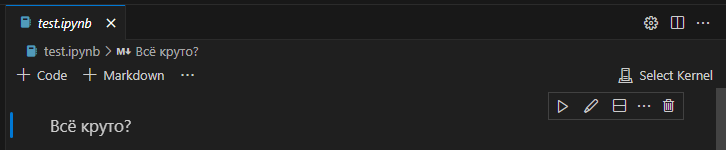 test.ipynb
test.ipynb > M↓ Всё круто?
+ Code + Markdown ... Select Kernel
Всё круто?